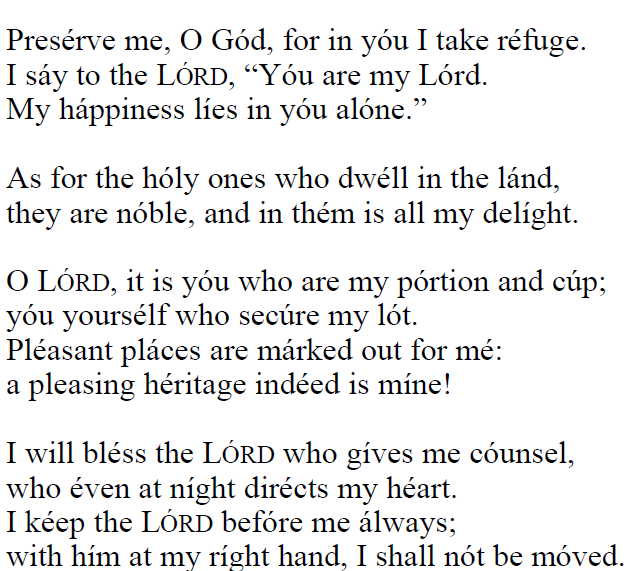 Presérve me, O Gód, for in yóu I take réfuge.
I sáy to the LÓRD, “Yóu are my Lórd.
My háppiness líes in yóu alóne.”
As for the hóly ones who dwéll in the lánd,
they are nóble, and in thém is all my delíght.
O LÓRD, it is yóu who are my pórtion and cúp;
yóu yoursélf who secúre my lót.
Pléasant pláces are márked out for mé:
a pleasing héritage indéed is míne!
I will bléss the LÓRD who gíves me cóunsel,
who éven at níght dirécts my héart.
I kéep the LÓRD befóre me álways;
with hím at my ríght hand, I shall nót be móved.